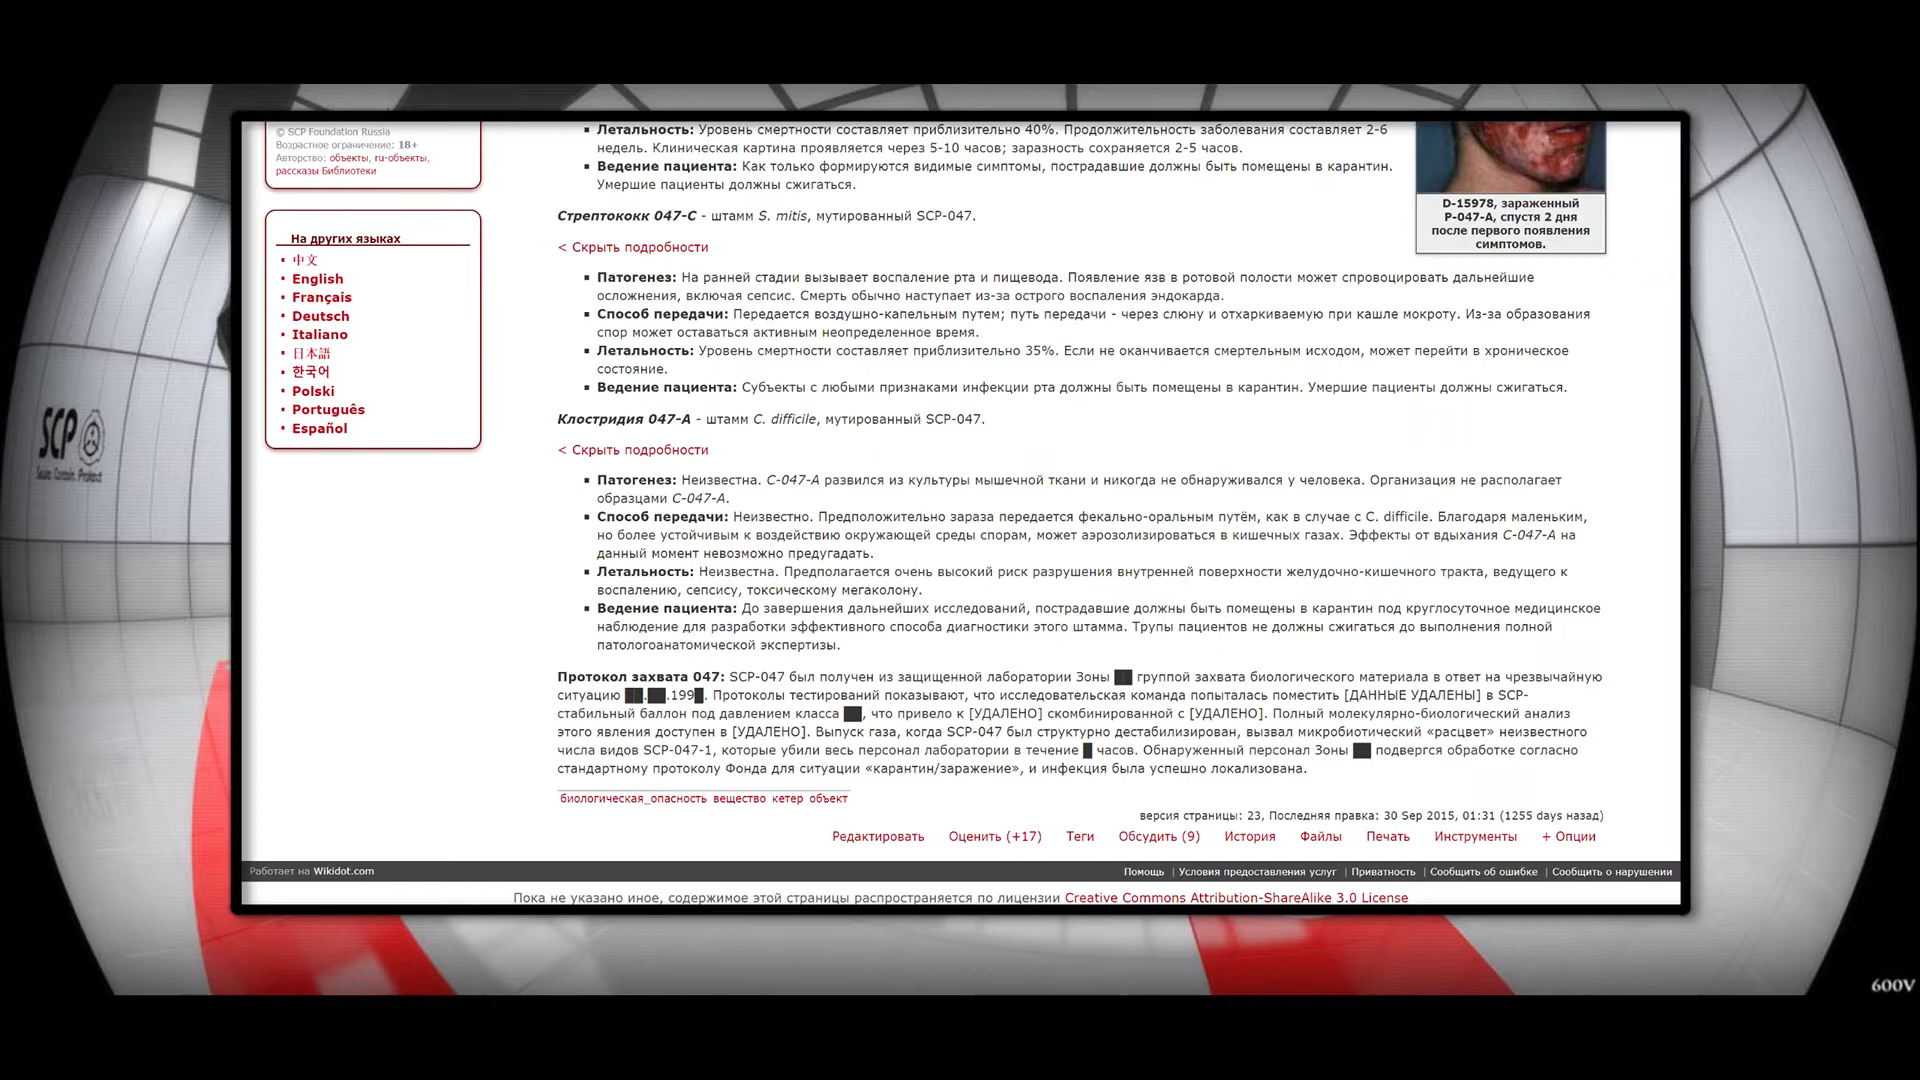 © SCP Foundation Russia
Возрастное ограничение: 18+
Авторство: объекты, ru-объекты,
рассказы Библиотеки
На других языках
中文
English
Français
Deutsch
Italiano
日本語
한국어
Polski
Português
Español
SCP
Secure. Contain. Protect
Летальность: Уровень смертности составляет приблизительно 40%. Продолжительность заболевания составляет 2-6
недель. Клиническая картина проявляется через 5-10 часов; заразность сохраняется 2-5 часов.
Ведение пациента: Как только формируются видимые симптомы, пострадавшие должны быть помещены в карантин.
Умершие пациенты должны сжигаться.
D-15978, зараженный
P-047-A, спустя 2 дня
после первого появления
симптомов.
Стрептококк 047-C - штамм S. mitis, мутированный SCP-047.
< Скрыть подробности
Патогенез: На ранней стадии вызывает воспаление рта и пищевода. Появление язв в ротовой полости может спровоцировать дальнейшие
осложнения, включая сепсис. Смерть обычно наступает из-за острого воспаления эндокарда.
Способ передачи: Передается воздушно-капельным путем; путь передачи - через слюну и отхаркиваемую при кашле мокроту. Из-за образования
спор может оставаться активным неопределенное время.
Летальность: Уровень смертности составляет приблизительно 35%. Если не оканчивается смертельным исходом, может перейти в хроническое
состояние.
Ведение пациента: Субъекты с любыми признаками инфекции рта должны быть помещены в карантин. Умершие пациенты должны сжигаться.
Клостридия 047-A - штамм C. difficile, мутированный SCP-047.
< Скрыть подробности
Патогенез: Неизвестна. C-047-A развился из культуры мышечной ткани и никогда не обнаруживался у человека. Организация не располагает
образцами C-047-A.
Способ передачи: Неизвестно. Предположительно зараза передается фекально-оральным путём, как в случае с C. difficile. Благодаря маленьким,
но более устойчивым к воздействию окружающей среды спорам, может аэрозолизироваться в кишечных газах. Эффекты от вдыхания C-047-A на
данный момент невозможно предугадать.
Летальность: Неизвестна. Предполагается очень высокий риск разрушения внутренней поверхности желудочно-кишечного тракта, ведущего к
воспалению, сепсису, токсическому мегаколону.
Ведение пациента: До завершения дальнейших исследований, пострадавшие должны быть помещены в карантин под круглосуточное медицинское
наблюдение для разработки эффективного способа диагностики этого штамма. Трупы пациентов не должны сжигаться до выполнения полной
патологоанатомической экспертизы.
Протокол захвата 047: SCP-047 был получен из защищенной лаборатории Зоны ██ группой захвата биологического материала в ответ на чрезвычайную
ситуацию ██.██.199█. Протоколы тестирований показывают, что исследовательская команда попыталась поместить [ДАННЫЕ УДАЛЕНЫ] в SCP-
стабильный баллон под давлением класса ██, что привело к [УДАЛЕНО] скомбинированной с [УДАЛЕНО]. Полный молекулярно-биологический анализ
этого явления доступен в [УДАЛЕНО]. Выпуск газа, когда SCP-047 был структурно дестабилизирован, вызвал микробиотический «расцвет» неизвестного
числа видов SCP-047-1, которые убили весь персонал лаборатории в течение █ часов. Обнаруженный персонал Зоны ██ подвергся обработке согласно
стандартному протоколу Фонда для ситуации «карантин/заражение», и инфекция была успешно локализована.
биологическая_опасность вещество кетер объект
версия страницы: 23, Последняя правка: 30 Sep 2015, 01:31 (1255 days назад)
Редактировать Оценить (+17) Теги Обсудить (9) История Файлы Печать Инструменты + Опции
Работает на Wikidot.com
Помощь | Условия предоставления услуг | Приватность | Сообщить об ошибке | Сообщить о нарушении
Пока не указано иное, содержимое этой страницы распространяется по лицензии Creative Commons Attribution-ShareAlike 3.0 License
600V